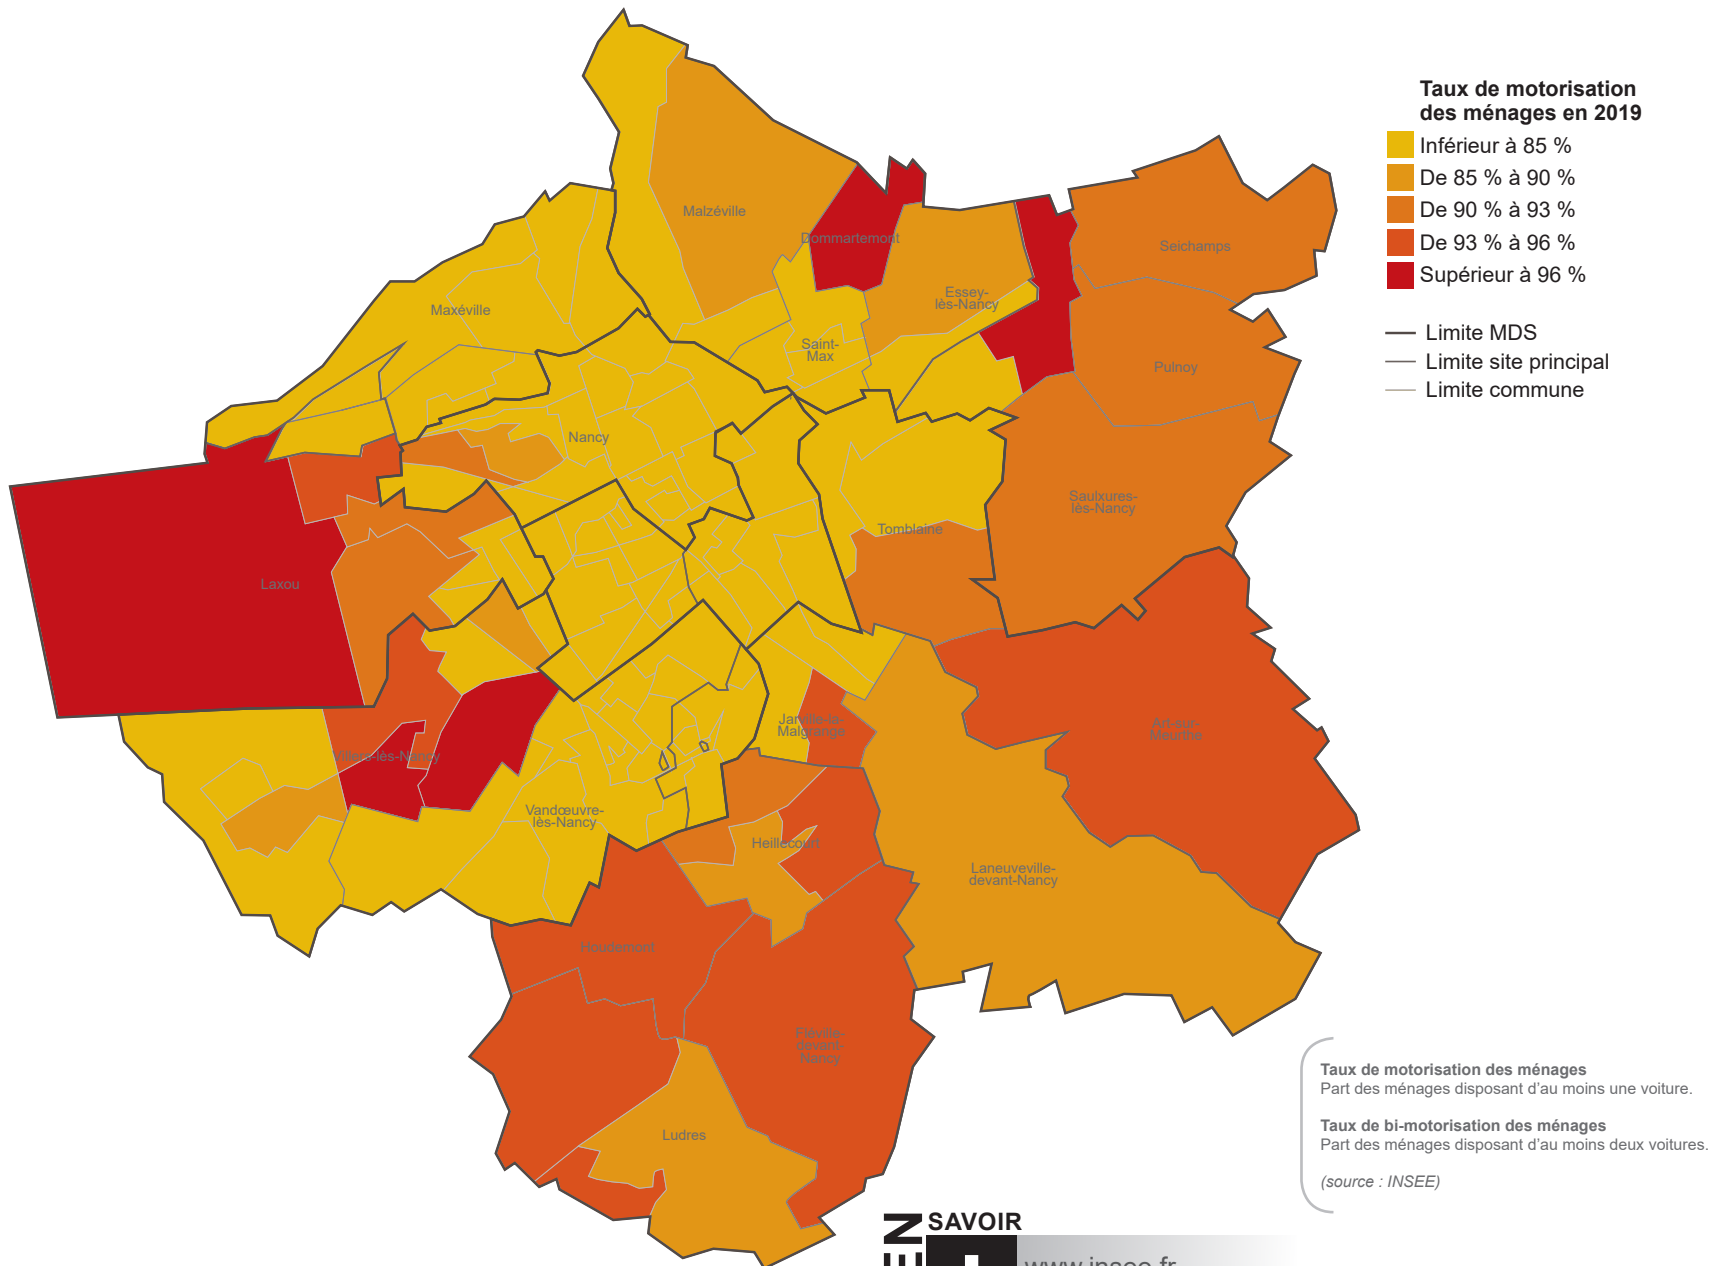 Taux de motorisation
des ménages en 2019
Inférieur à 85 %
De 85 % à 90 %
De 90 % à 93 %
De 93 % à 96 %
Supérieur à 96 %
Limite MDS
Limite site principal
Limite commune
Malzéville
Dommartemont
Seichamps
Essey-
lès-Nancy
Maxéville
Saint-
Max
Pulnoy
Nancy
Saulxures-
lès-Nancy
Tomblaine
Laxou
Jarville-la-
Malgrange
Art-sur-
Meurthe
Villers-lès-Nancy
Vandœuvre-
lès-Nancy
Heillecourt
Laneuveville-
devant-Nancy
Houdemont
Fléville-
devant-
Nancy
Ludres
Taux de motorisation des ménages
Part des ménages disposant d'au moins une voiture.
Taux de bi-motorisation des ménages
Part des ménages disposant d'au moins deux voitures.
(source : INSEE)
EN
SAVOIR
+
www.insee.fr